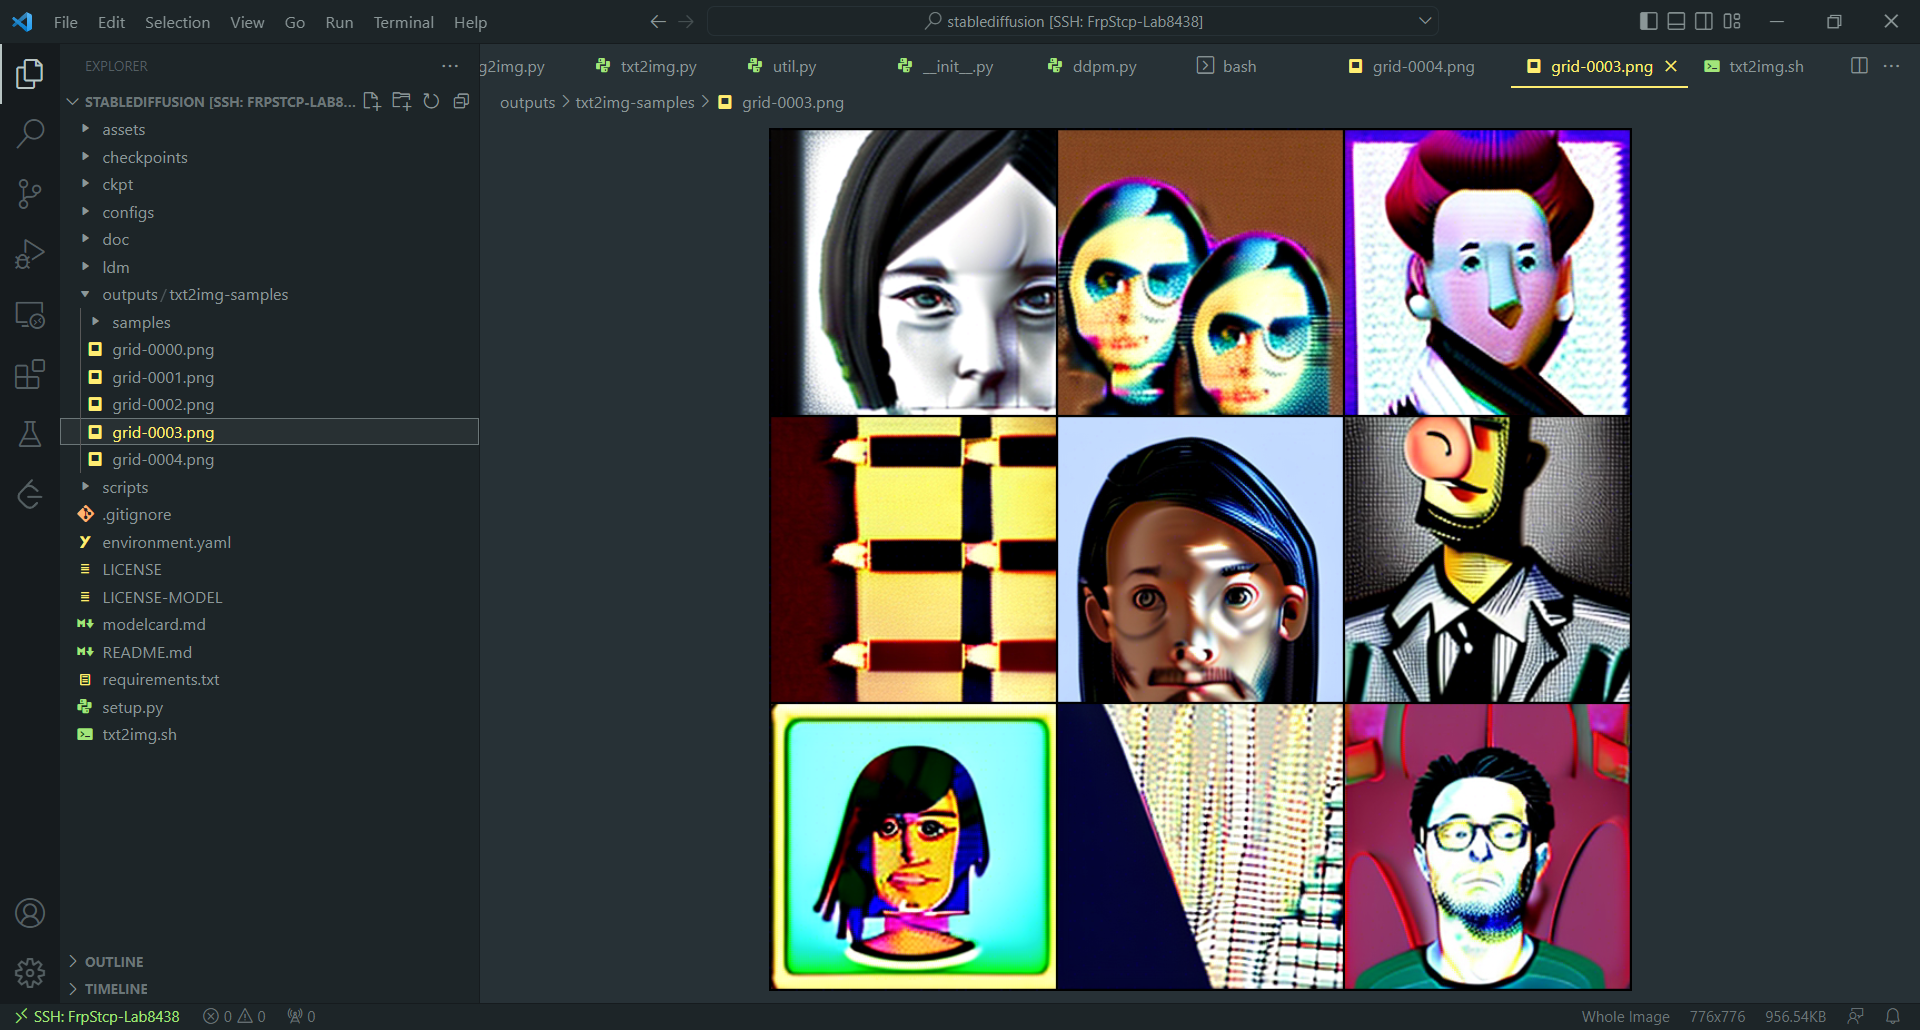 File Edit Selection View Go Run Terminal Help
stablediffusion [SSH: FrpStcp-Lab8438]
EXPLORER
g2img.py txt2img.py util.py __init__.py ddpm.py bash grid-0004.png grid-0003.png txt2img.sh
STABLEDIFFUSION [SSH: FRPSTCP-LAB8...
outputs txt2img-samples grid-0003.png
assets
checkpoints
ckpt
configs
doc
ldm
outputs / txt2img-samples
samples
grid-0000.png
grid-0001.png
grid-0002.png
grid-0003.png
grid-0004.png
scripts
.gitignore
environment.yaml
LICENSE
LICENSE-MODEL
modelcard.md
README.md
requirements.txt
setup.py
txt2img.sh
OUTLINE
TIMELINE
SSH: FrpStcp-Lab8438 0 0 0 Whole Image 776x776 956.54KB